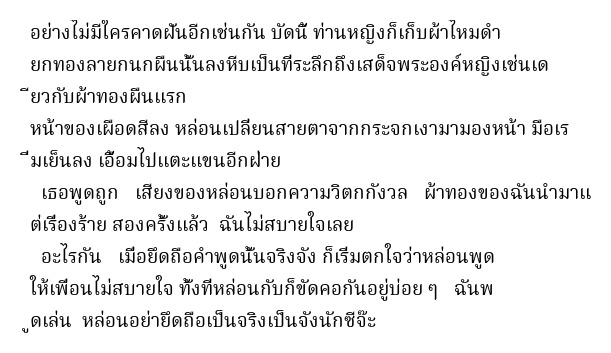 อย่างไม่มีใครคาดฝันอีกเช่นกัน บัดนี้ ท่านหญิงก็เก็บผ้าไหมดำ
ยกทองลายกนกผืนนั้นลงหีบเป็นที่ระลึกถึงเสด็จพระองค์หญิงเช่นเด
ียวกับผ้าทองผืนแรก
หน้าของเผือดสีลง หล่อนเปลี่ยนสายตาจากกระจกเงามามองหน้า มือเร
ิ่มเย็นลง เอื้อมไปแตะแขนอีกฝ่าย
เธอพูดถูก เสียงของหล่อนบอกความวิตกกังวล ผ้าทองของฉันนำมาแ
ต่เรื่องร้าย สองครั้งแล้ว ฉันไม่สบายใจเลย
อะไรกัน เมื่อยึดถือคำพูดนั้นจริงจัง ก็เริ่มตกใจว่าหล่อนพูด
ให้เพื่อนไม่สบายใจ ทั้งที่หล่อนกับก็ขัดคอกันอยู่บ่อย ๆ ฉันพ
ูดเล่น หล่อนอย่ายึดถือเป็นจริงเป็นจังนักซีจ๊ะ